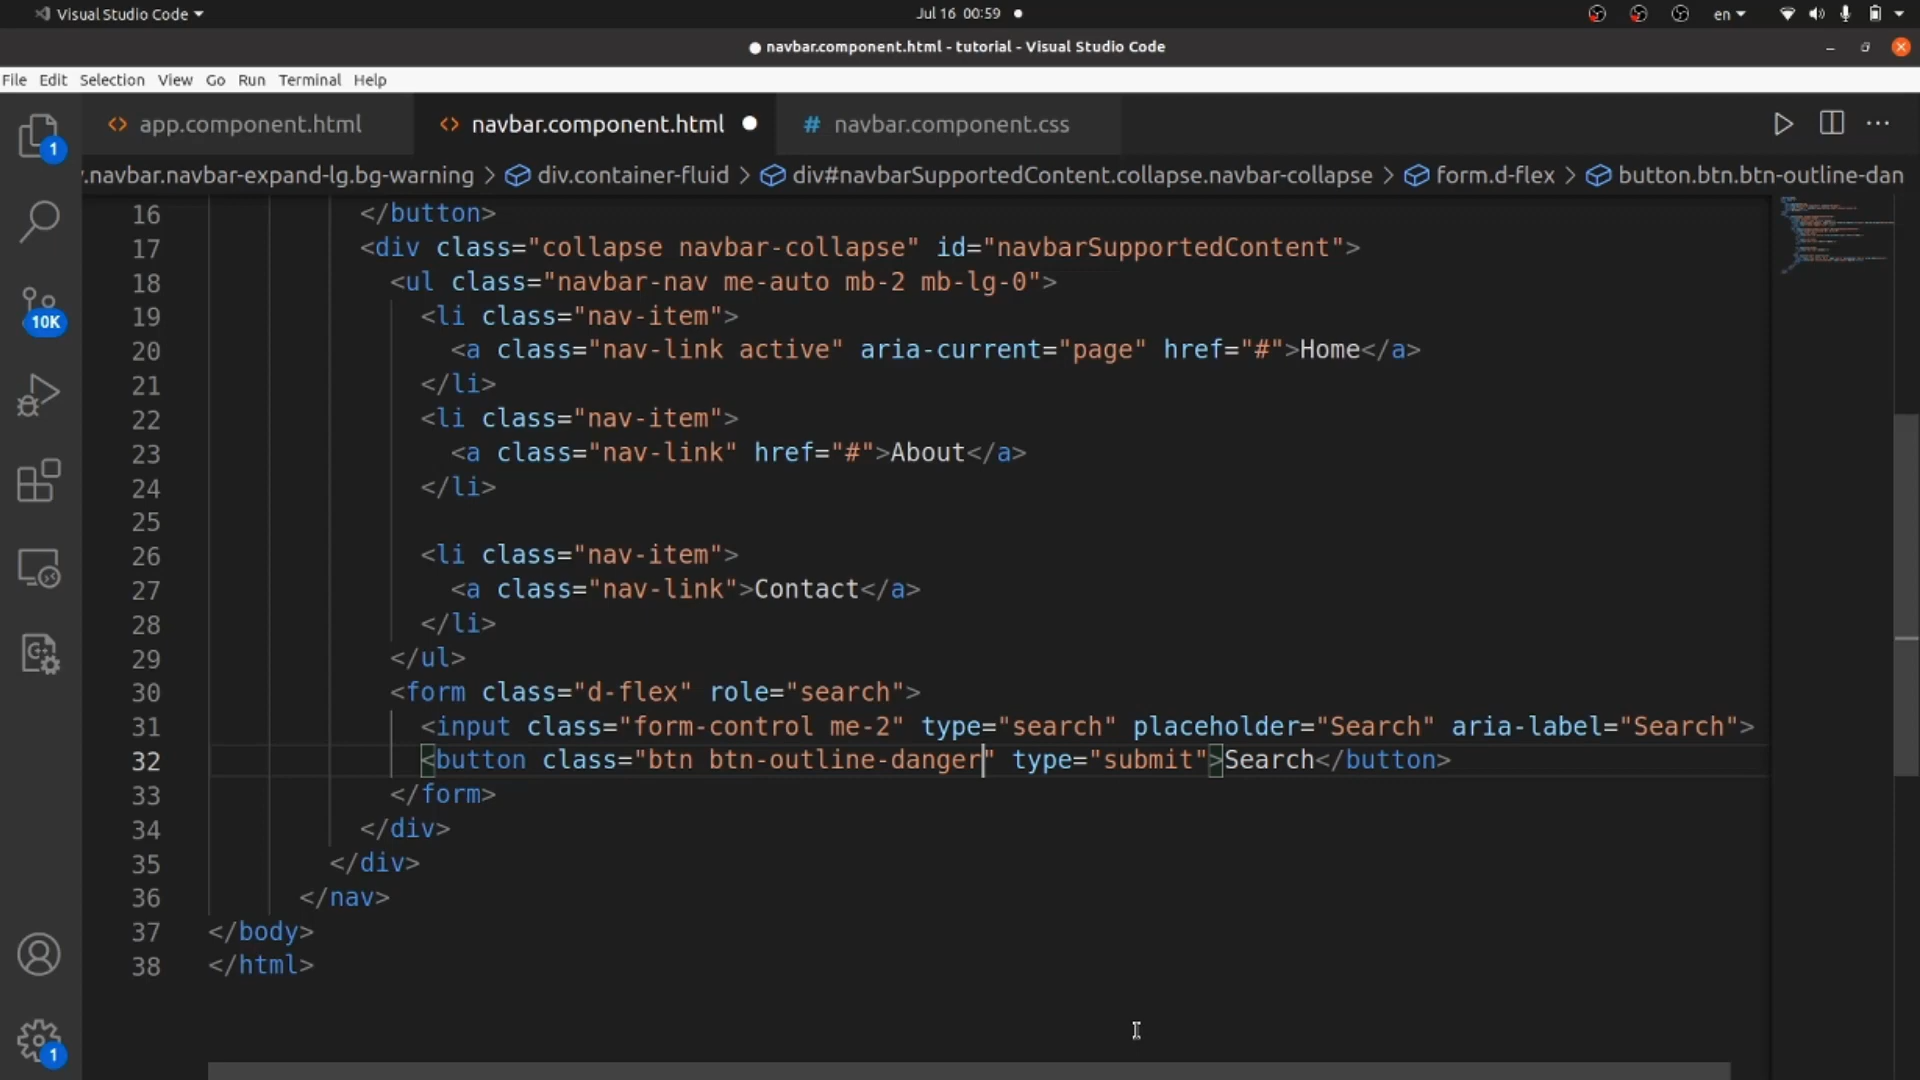 Visual Studio Code
Jul 16 00:59
en
navbar.component.html - tutorial - Visual Studio Code
File Edit Selection View Go Run Terminal Help
1
<> app.component.html
<> navbar.component.html
# navbar.component.css
.navbar.navbar-expand-lg.bg-warning > div.container-fluid > div#navbarSupportedContent.collapse.navbar-collapse > form.d-flex > button.btn.btn-outline-dan
16 </button>
17 <div class="collapse navbar-collapse" id="navbarSupportedContent">
18 <ul class="navbar-nav me-auto mb-2 mb-lg-0">
19 <li class="nav-item">
20 <a class="nav-link active" aria-current="page" href="#">Home</a>
21 </li>
22 <li class="nav-item">
23 <a class="nav-link" href="#">About</a>
24 </li>
25
26 <li class="nav-item">
27 <a class="nav-link">Contact</a>
28 </li>
29 </ul>
30 <form class="d-flex" role="search">
31 <input class="form-control me-2" type="search" placeholder="Search" aria-label="Search">
32 <button class="btn btn-outline-danger" type="submit">Search</button>
33 </form>
34 </div>
35 </div>
36 </nav>
37 </body>
38 </html>
10K
1